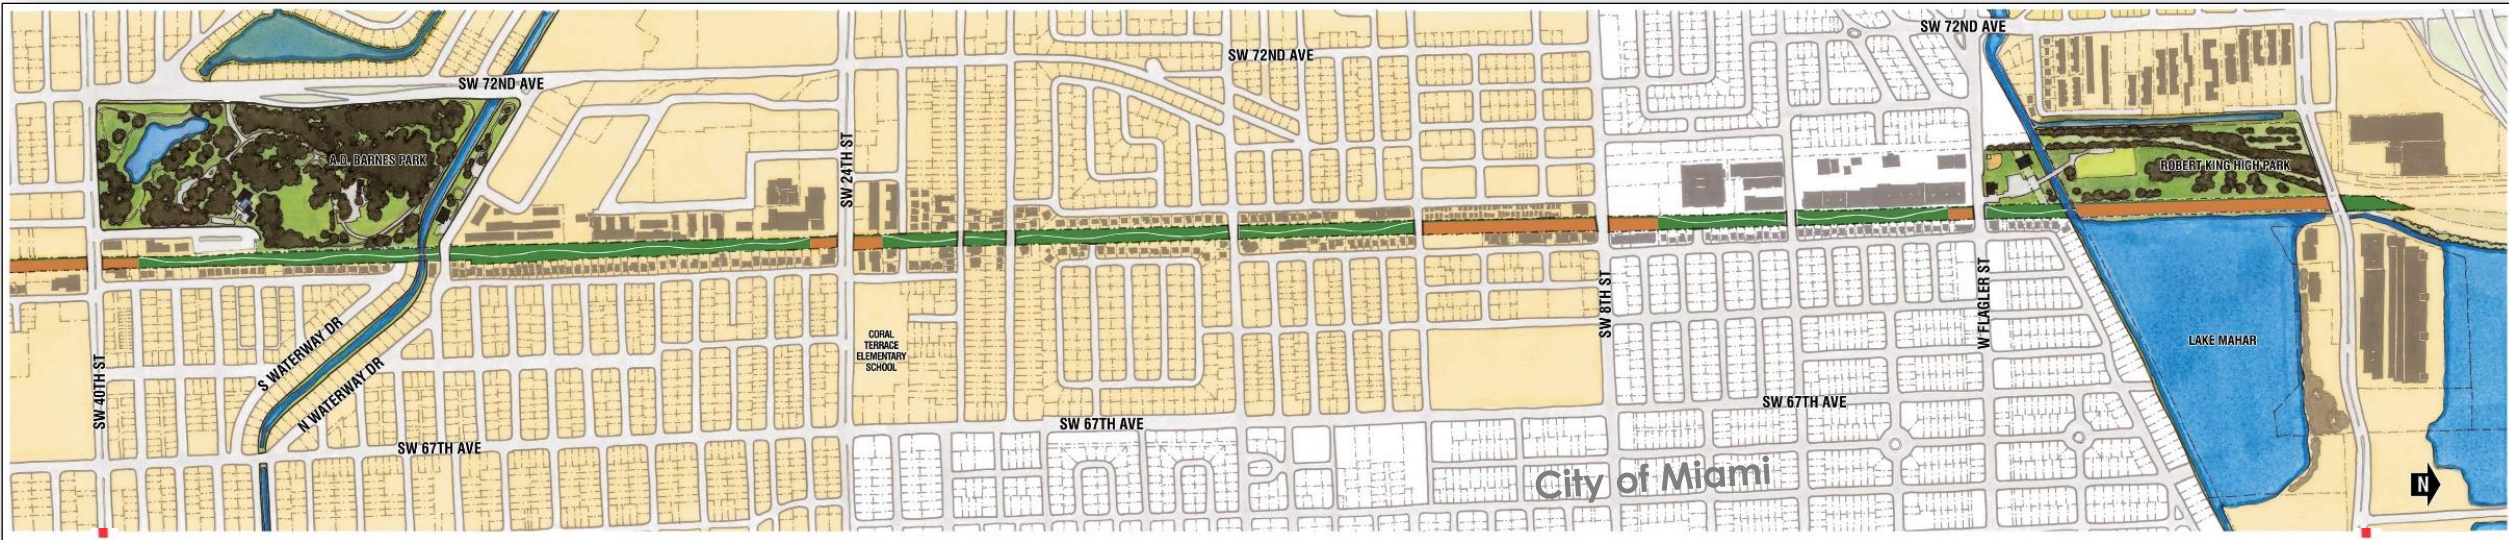 SW 72ND AVE
SW 72ND AVE
SW 72ND AVE
A.D. BARNES PARK
SW 24TH ST
ROBERT KING HIGH PARK
SW 40TH ST
S WATERWAY DR
N WATERWAY DR
CORAL
TERRACE
ELEMENTARY
SCHOOL
SW 8TH ST
W FLAGLER ST
LAKE MAHAR
SW 67TH AVE
SW 67TH AVE
SW 67TH AVE
City of Miami
N